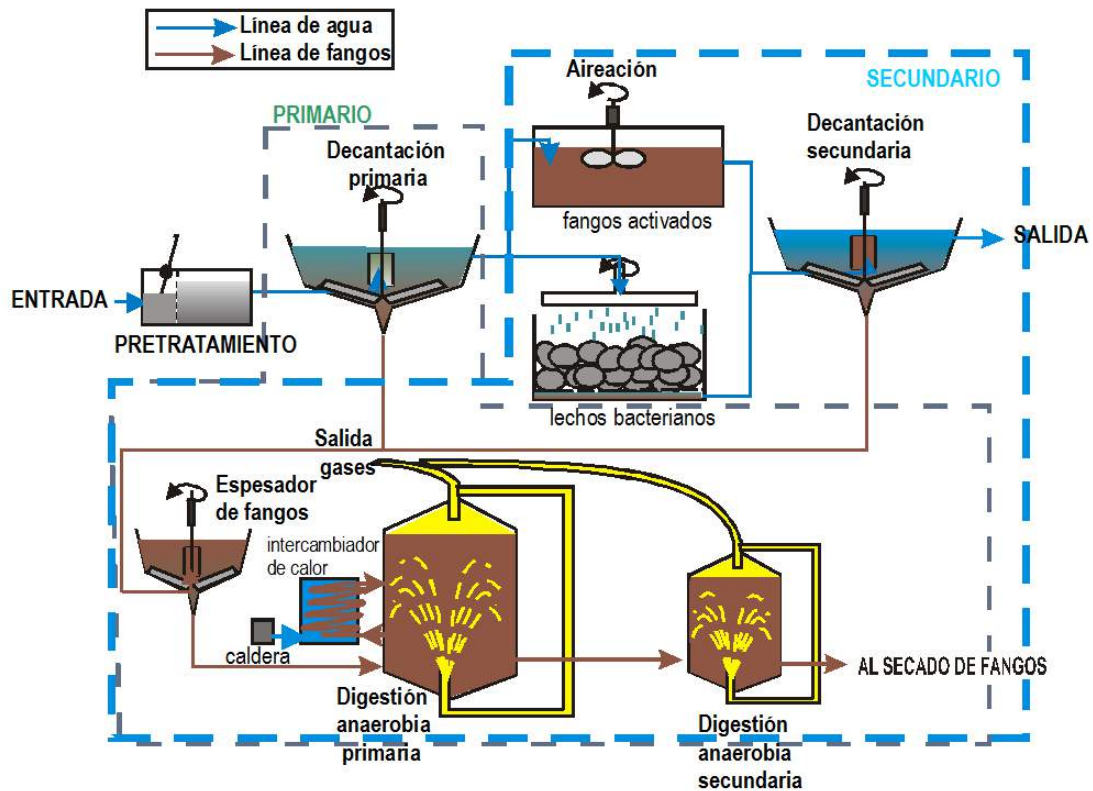 Línea de agua
Línea de fangos
Aireación
SECUNDARIO
PRIMARIO
Decantación
primaria
Decantación
secundaria
fangos activados
SALIDA
ENTRADA
PRETRATAMIENTO
lechos bacterianos
Salida
gases
Espesador
de fangos
intercambiador
de calor
caldera
AL SECADO DE FANGOS
Digestión
anaerobia
primaria
Digestión
anaerobia
secundaria